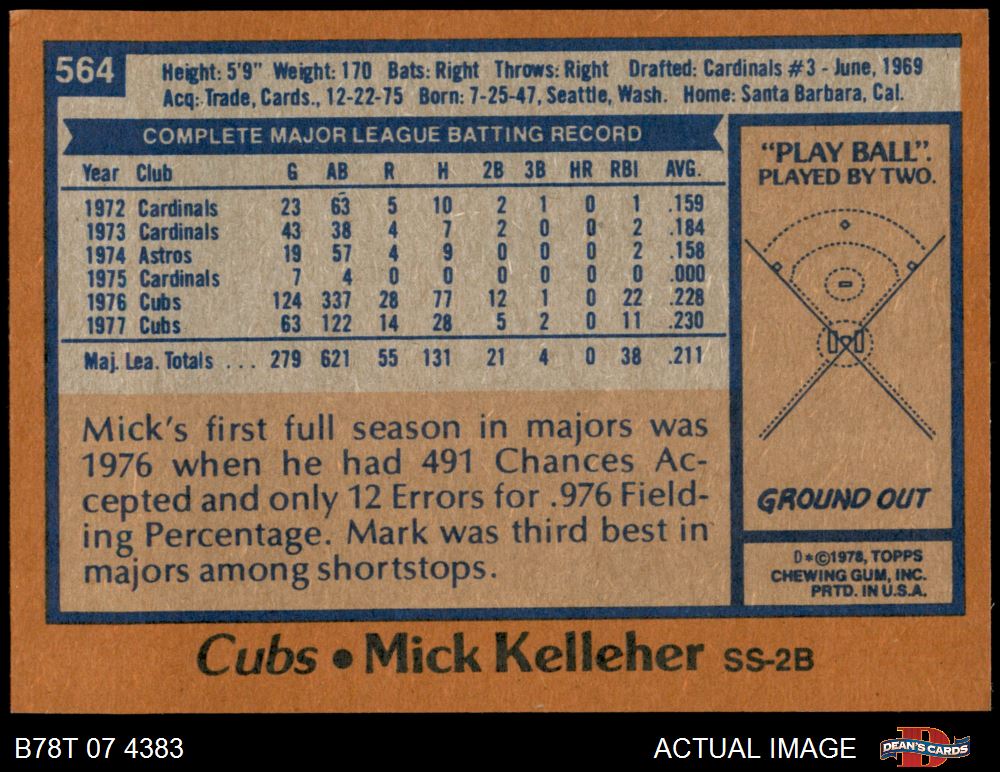 564
Height: 5'9" Weight: 170 Bats: Right Throws: Right Drafted: Cardinals #3 - June, 1969
Acq: Trade, Cards., 12-22-75 Born: 7-25-47, Seattle, Wash. Home: Santa Barbara, Cal.
COMPLETE MAJOR LEAGUE BATTING RECORD
Year Club G AB R H 2B 3B HR RBI AVG.
1972 Cardinals 23 63 5 10 2 1 0 1 .159
1973 Cardinals 43 38 4 7 2 0 0 2 .184
1974 Astros 19 57 4 9 0 0 0 2 .158
1975 Cardinals 7 4 0 0 0 0 0 0 .000
1976 Cubs 124 337 28 77 12 1 0 22 .228
1977 Cubs 63 122 14 28 5 2 0 11 .230
Maj. Lea. Totals . . . 279 621 55 131 21 4 0 38 .211
Mick's first full season in majors was
1976 when he had 491 Chances Ac-
cepted and only 12 Errors for .976 Field-
ing Percentage. Mark was third best in
majors among shortstops.
"PLAY BALL".
PLAYED BY TWO.
GROUND OUT
D*©1978, TOPPS
CHEWING GUM, INC.
PRTD. IN U.S.A.
Cubs • Mick Kelleher SS-2B
B78T 07 4383
ACTUAL IMAGE
D
DEAN'S CARDS